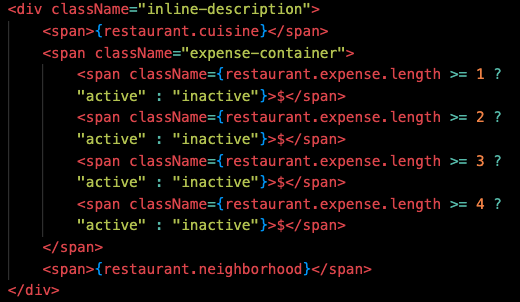 <div className="inline-description">
<span>{restaurant.cuisine}</span>
<span className="expense-container">
<span className={restaurant.expense.length >= 1 ?
"active" : "inactive"}>$</span>
<span className={restaurant.expense.length >= 2 ?
"active" : "inactive"}>$</span>
<span className={restaurant.expense.length >= 3 ?
"active" : "inactive"}>$</span>
<span className={restaurant.expense.length >= 4 ?
"active" : "inactive"}>$</span>
</span>
<span>{restaurant.neighborhood}</span>
</div>